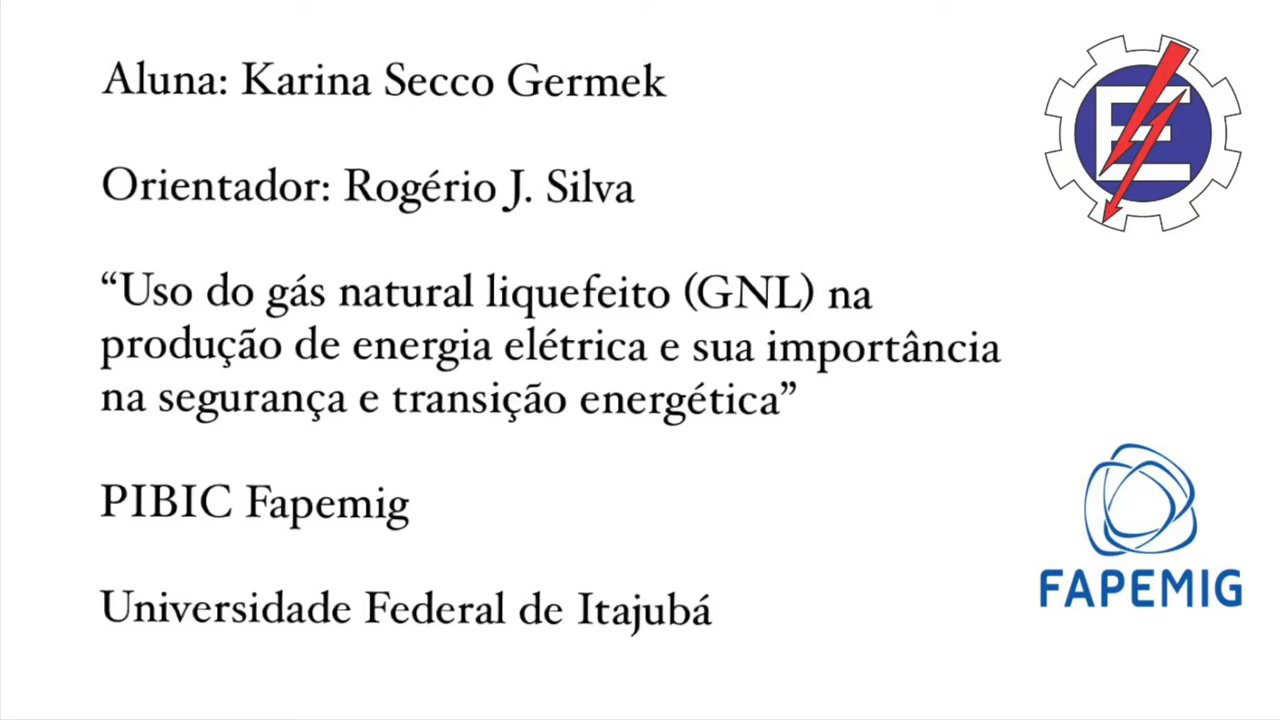 Aluna: Karina Secco Germek
Orientador: Rogério J. Silva
“Uso do gás natural liquefeito (GNL) na
produção de energia elétrica e sua importância
na segurança e transição energética”
PIBIC Fapemig
FAPEMIG
Universidade Federal de Itajubá